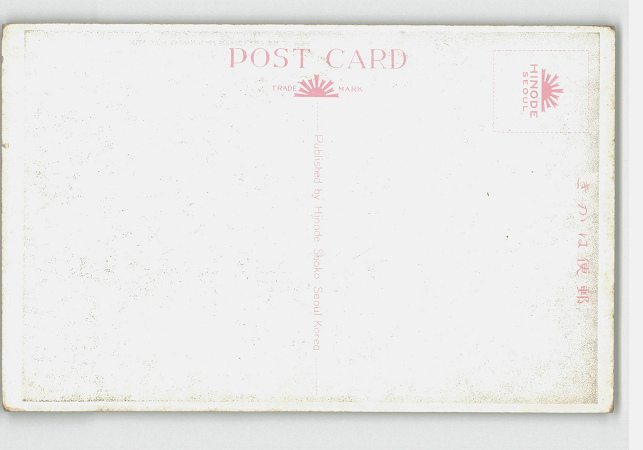 POST CARD
TRADE MARK
HINODE
SEOUL
Published by Hinode Shoko Seoul Korea
郵便はかき